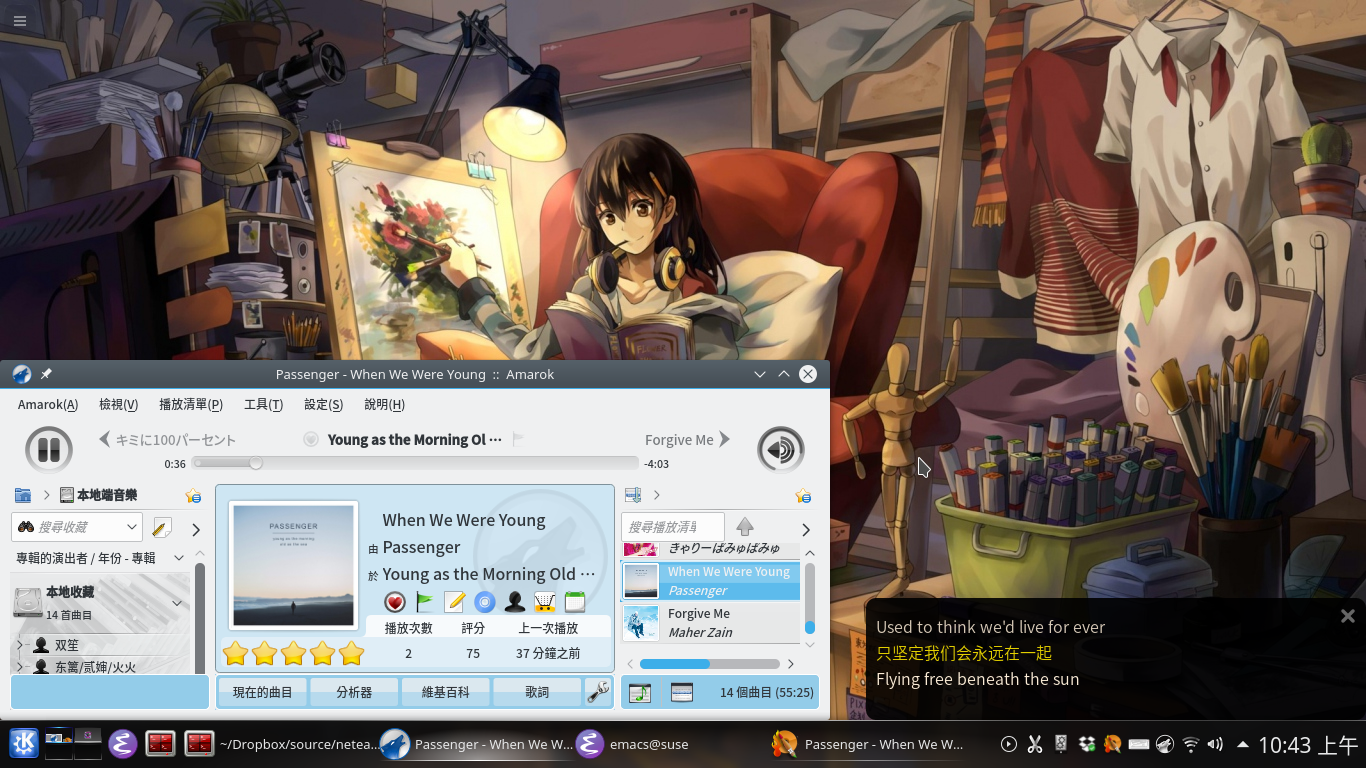 Passenger - When We Were Young :: Amarok
Amarok(A) 檢視(V) 播放清單(P) 工具(T) 設定(S) 說明(H)
キミに100パーセント
Young as the Morning Ol ···
Forgive Me
0:36
-4:03
本地端音樂
搜尋收藏
專輯的演出者 / 年份 - 專輯
本地收藏
14 首曲目
双笙
东篱/贰婶/火火
PASSENGER
When We Were Young
由 Passenger
於 Young as the Morning Old ···
播放次數 評分 上一次播放
2 75 37 分鐘之前
現在的曲目 分析器 維基百科 歌詞
搜尋播放清單
きゃりーぱみゅぱみゅ
When We Were Young
Passenger
Forgive Me
Maher Zain
14 個曲目 (55:25)
Used to think we'd live for ever
只坚定我们会永远在一起
Flying free beneath the sun
~/Dropbox/source/netea...
Passenger - When We W...
emacs@suse
Passenger - When We W...
10:43 上午